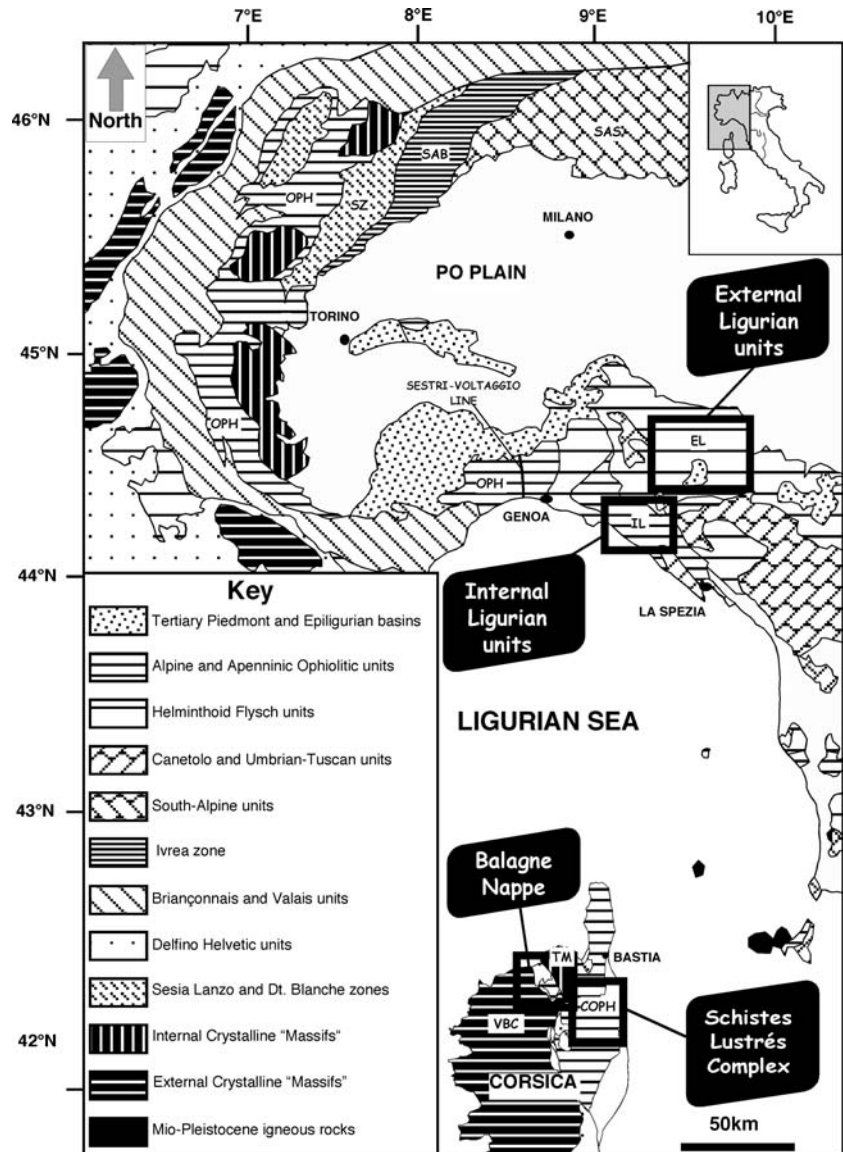 7°E
8°E
9°E
10°E
46°N
45°N
44°N
43°N
42°N
North
OPH
SAB
SAS
SZ
MILANO
PO PLAIN
TORINO
External
Ligurian
units
SESTRI-VOLTAGGIO
LINE
EL
OPH
OPH
GENOA
IL
Internal
Ligurian
units
LA SPEZIA
Key
Tertiary Piedmont and Epiligurian basins
Alpine and Apenninic Ophiolitic units
Helminthoid Flysch units
Canetolo and Umbrian-Tuscan units
South-Alpine units
Ivrea zone
Briançonnais and Valais units
Delfino Helvetic units
Sesia Lanzo and Dt. Blanche zones
Internal Crystalline "Massifs"
External Crystalline "Massifs"
Mio-Pleistocene igneous rocks
LIGURIAN SEA
Balagne
Nappe
TM
BASTIA
COPH
VBC
Schistes
Lustrés
Complex
CORSICA
50km